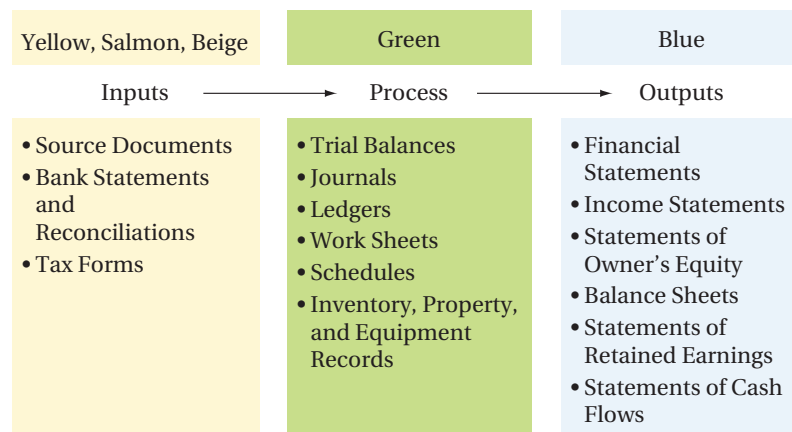 Yellow, Salmon, Beige
Green
Blue
Inputs
Process
Outputs
• Source Documents
• Bank Statements
and
Reconciliations
• Tax Forms
• Trial Balances
• Journals
• Ledgers
• Work Sheets
• Schedules
• Inventory, Property,
and Equipment
Records
• Financial
Statements
• Income Statements
• Statements of
Owner’s Equity
• Balance Sheets
• Statements of
Retained Earnings
• Statements of Cash
Flows